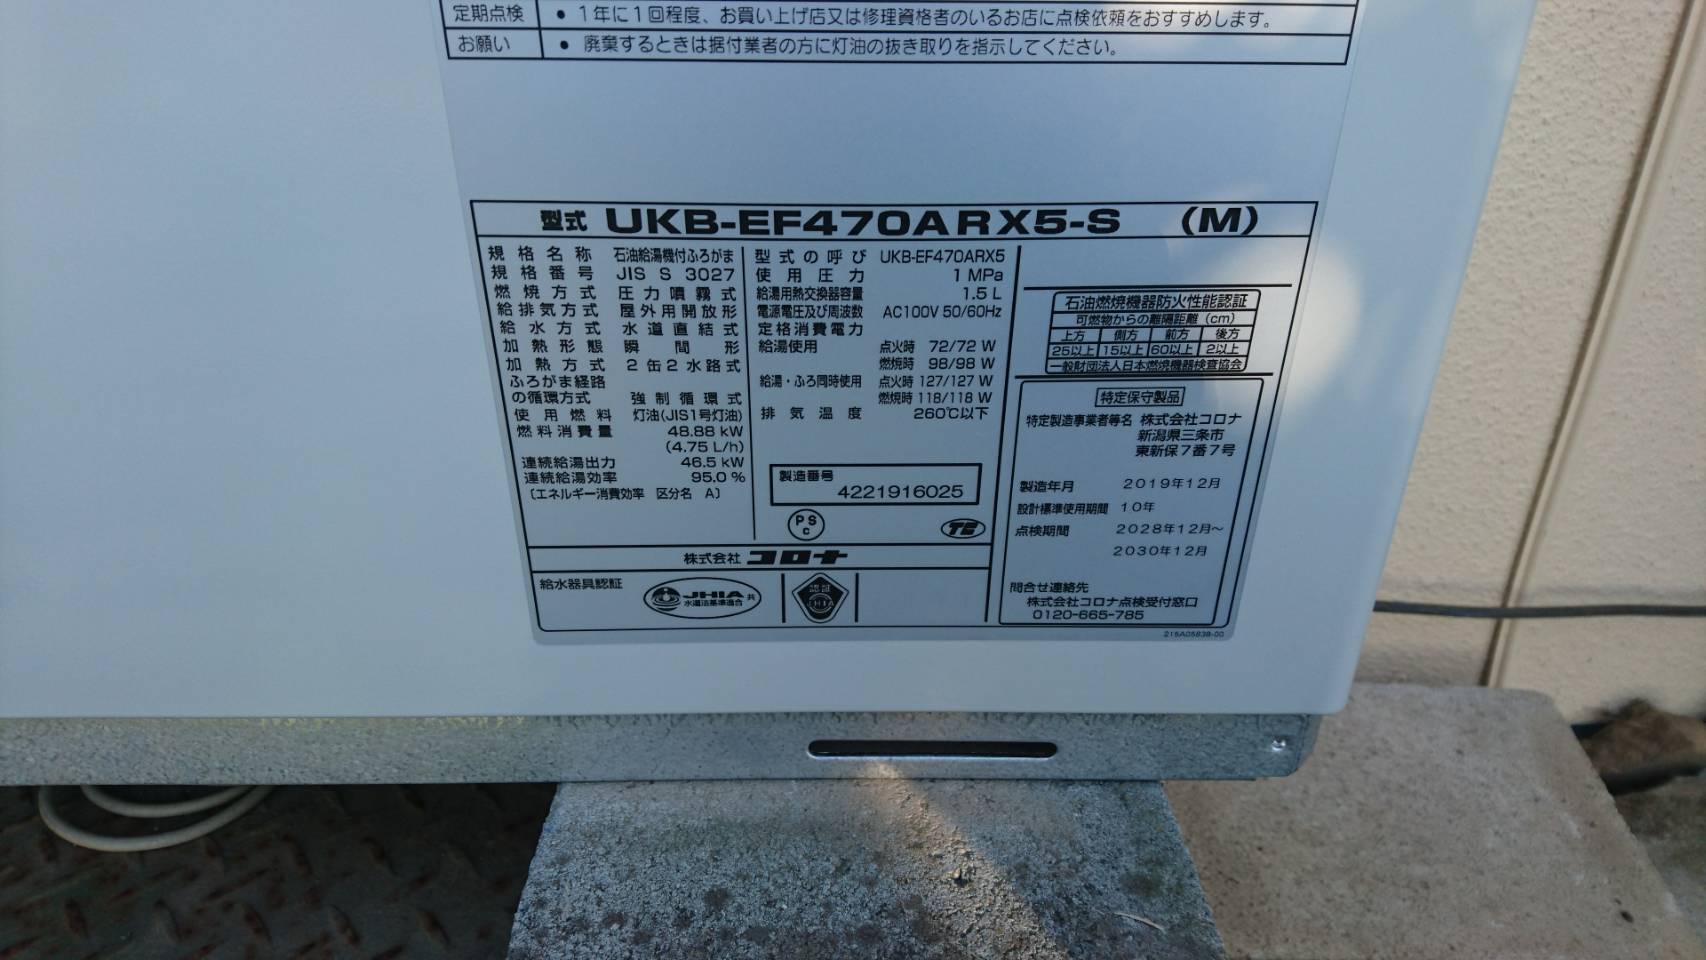 定期点検 • 1年に1回程度、お買い上げ店又は修理資格者のいるお店に点検依頼をおすすめします。
お願い • 廃棄するときは据付業者の方に灯油の抜き取りを指示してください。
型式 UKB-EF470ARX5-S (M)
規格名称 石油給湯機付ふろがま
規格番号 JIS S 3027
燃焼方式 圧力噴霧式
給排気方式 屋外用開放形
給水方式 水道直結式
加熱形態 瞬間形
加熱方式 2缶2水路式
ふろがま経路
の循環方式 強制循環式
使用燃料 灯油(JIS1号灯油)
燃料消費量 48.88 kW
(4.75 L/h)
連続給湯出力 46.5 kW
連続給湯効率 95.0 %
〔エネルギー消費効率 区分名 A〕
型式の呼び UKB-EF470ARX5
使用圧力 1 MPa
給湯用熱交換器容量 1.5 L
電源電圧及び周波数 AC100V 50/60Hz
定格消費電力
給湯使用 点火時 72/72 W
燃焼時 98/98 W
給湯・ふろ同時使用 点火時 127/127 W
燃焼時 118/118 W
排気温度 260℃以下
製造番号
4221916025
PS
C
株式会社 コロナ
給水器具認証
JHIA 共
水道法基準適合
JHIA
石油燃焼機器防火性能認証
可燃物からの離隔距離 (cm)
上方 側方 前方 後方
25以上 15以上 60以上 2以上
一般財団法人日本燃焼機器検査協会
特定保守製品
特定製造事業者等名 株式会社コロナ
新潟県三条市
東新保7番7号
製造年月 2019年12月
設計標準使用期間 10年
点検期間 2028年12月～
2030年12月
問合せ連絡先
株式会社コロナ点検受付窓口
0120-665-785
215A05838-00